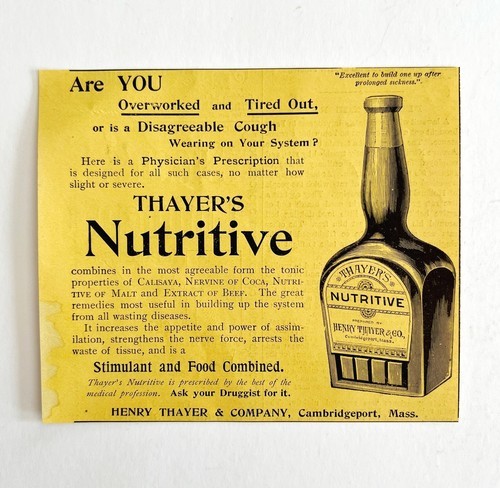 "Excellent to build one up after
prolonged sickness."
Are YOU
Overworked and Tired Out,
or is a Disagreeable Cough
Wearing on Your System?
Here is a Physician's Prescription that
is designed for all such cases, no matter how
slight or severe.
THAYER'S
Nutritive
combines in the most agreeable form the tonic
properties of CALISAYA, NERVINE OF COCA, NUTRI-
TIVE OF MALT and EXTRACT OF BEEF. The great
remedies most useful in building up the system
from all wasting diseases.
It increases the appetite and power of assim-
ilation, strengthens the nerve force, arrests the
waste of tissue, and is a
Stimulant and Food Combined.
Thayer's Nutritive is prescribed by the best of the
medical profession. Ask your Druggist for it.
HENRY THAYER & COMPANY, Cambridgeport, Mass.
THAYER'S
NUTRITIVE
PREPARED BY
HENRY THAYER & CO.
Cambridgeport, Mass.